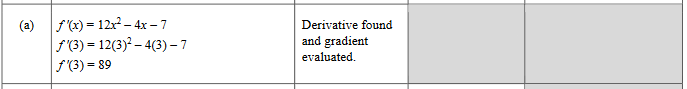 (a)
f'(x) = 12x² – 4x – 7
f'(3) = 12(3)² – 4(3) – 7
f'(3) = 89
Derivative found
and gradient
evaluated.